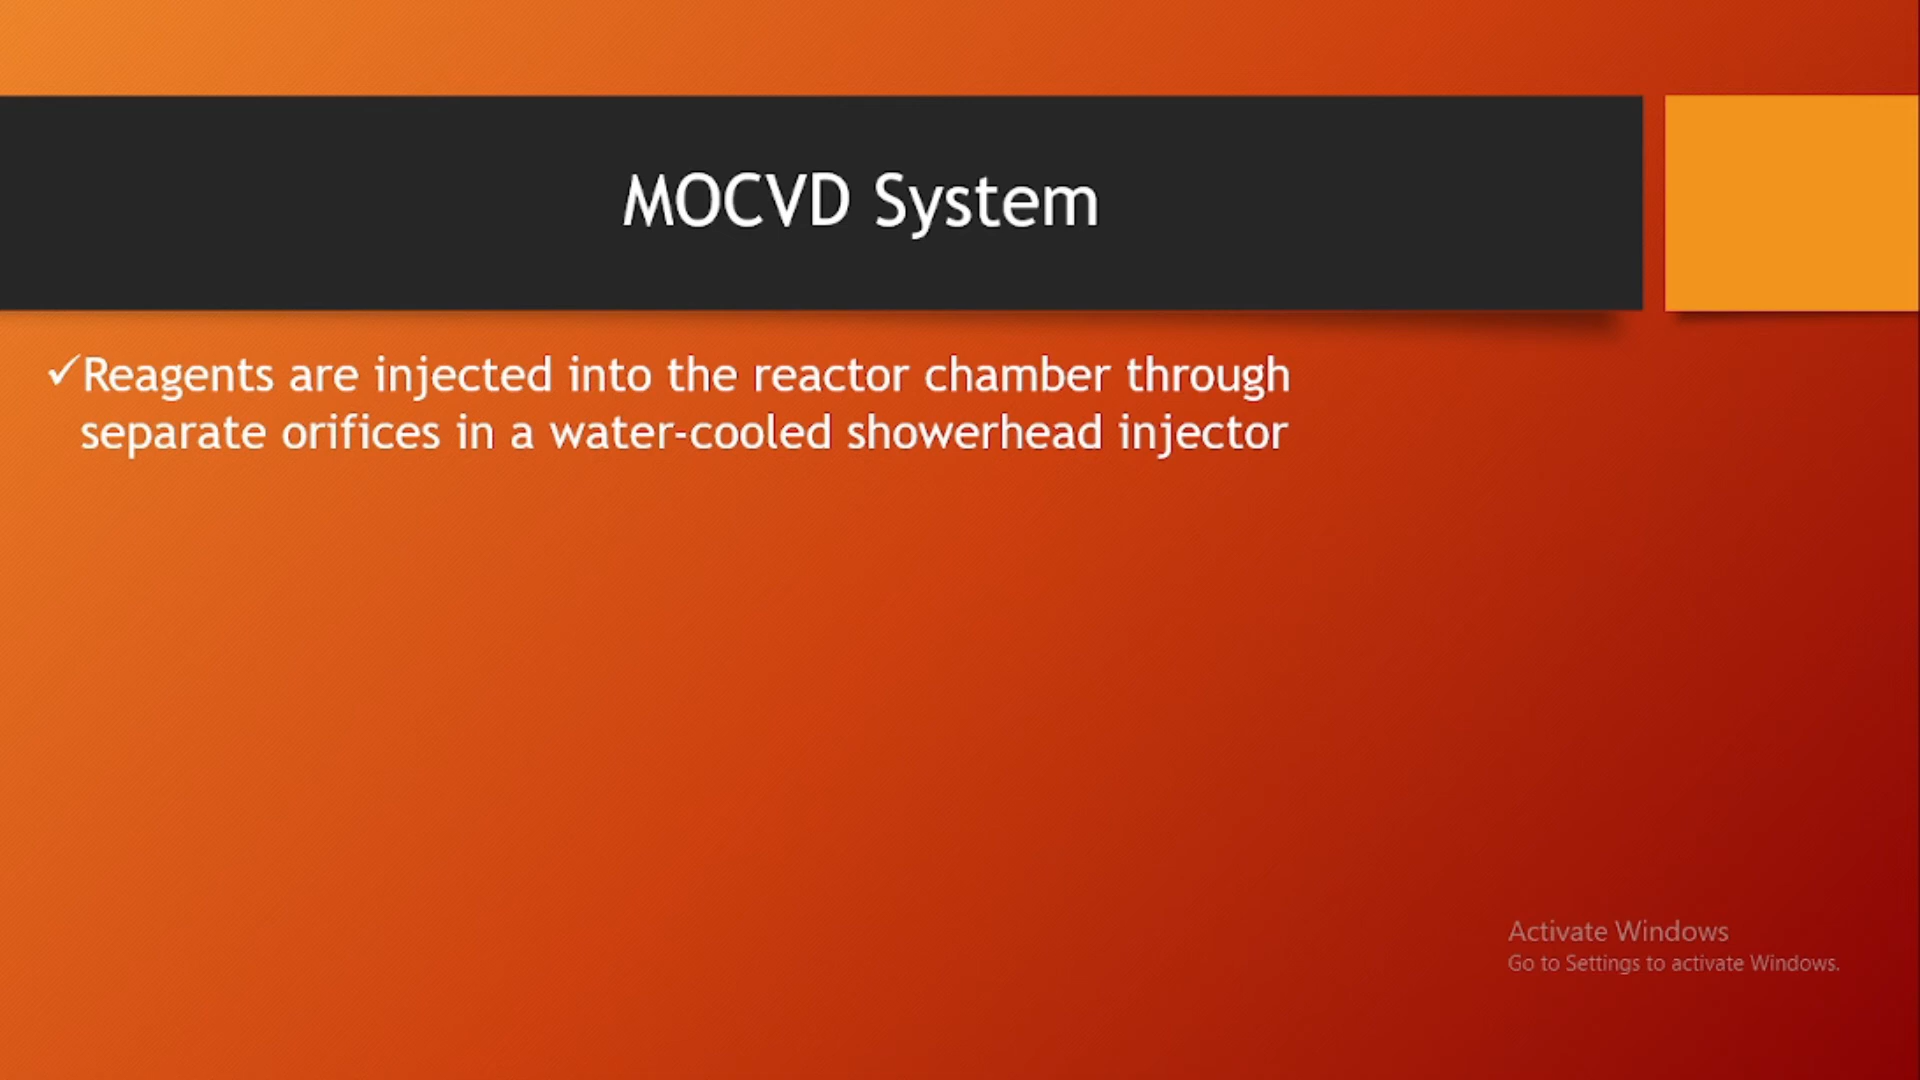 MOCVD System
✓Reagents are injected into the reactor chamber through
separate orifices in a water-cooled showerhead injector
Activate Windows
Go to Settings to activate Windows.